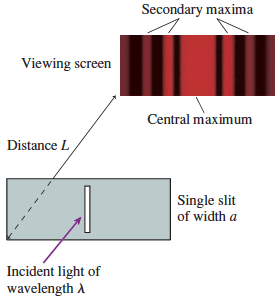 Secondary maxima
Viewing screen
Central maximum
Distance L
Single slit
of width a
Incident light of
wavelength λ